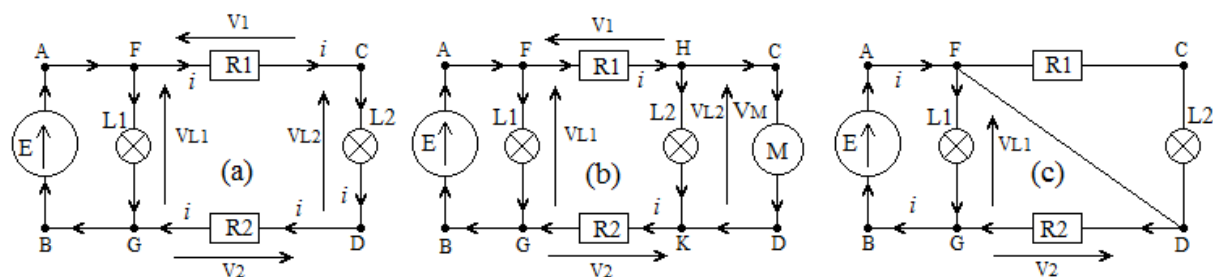 V1 V1
A F i R1 i C A F R1 i H C A i F R1 C
L1 L2 L1 L2 VL2 VM L1 L2
E VL1 VL2 E VL1 M E VL1
(a) (b) (c)
i R2 i i R2 i i R2
B G D B G K D B G D
V2 V2 V2